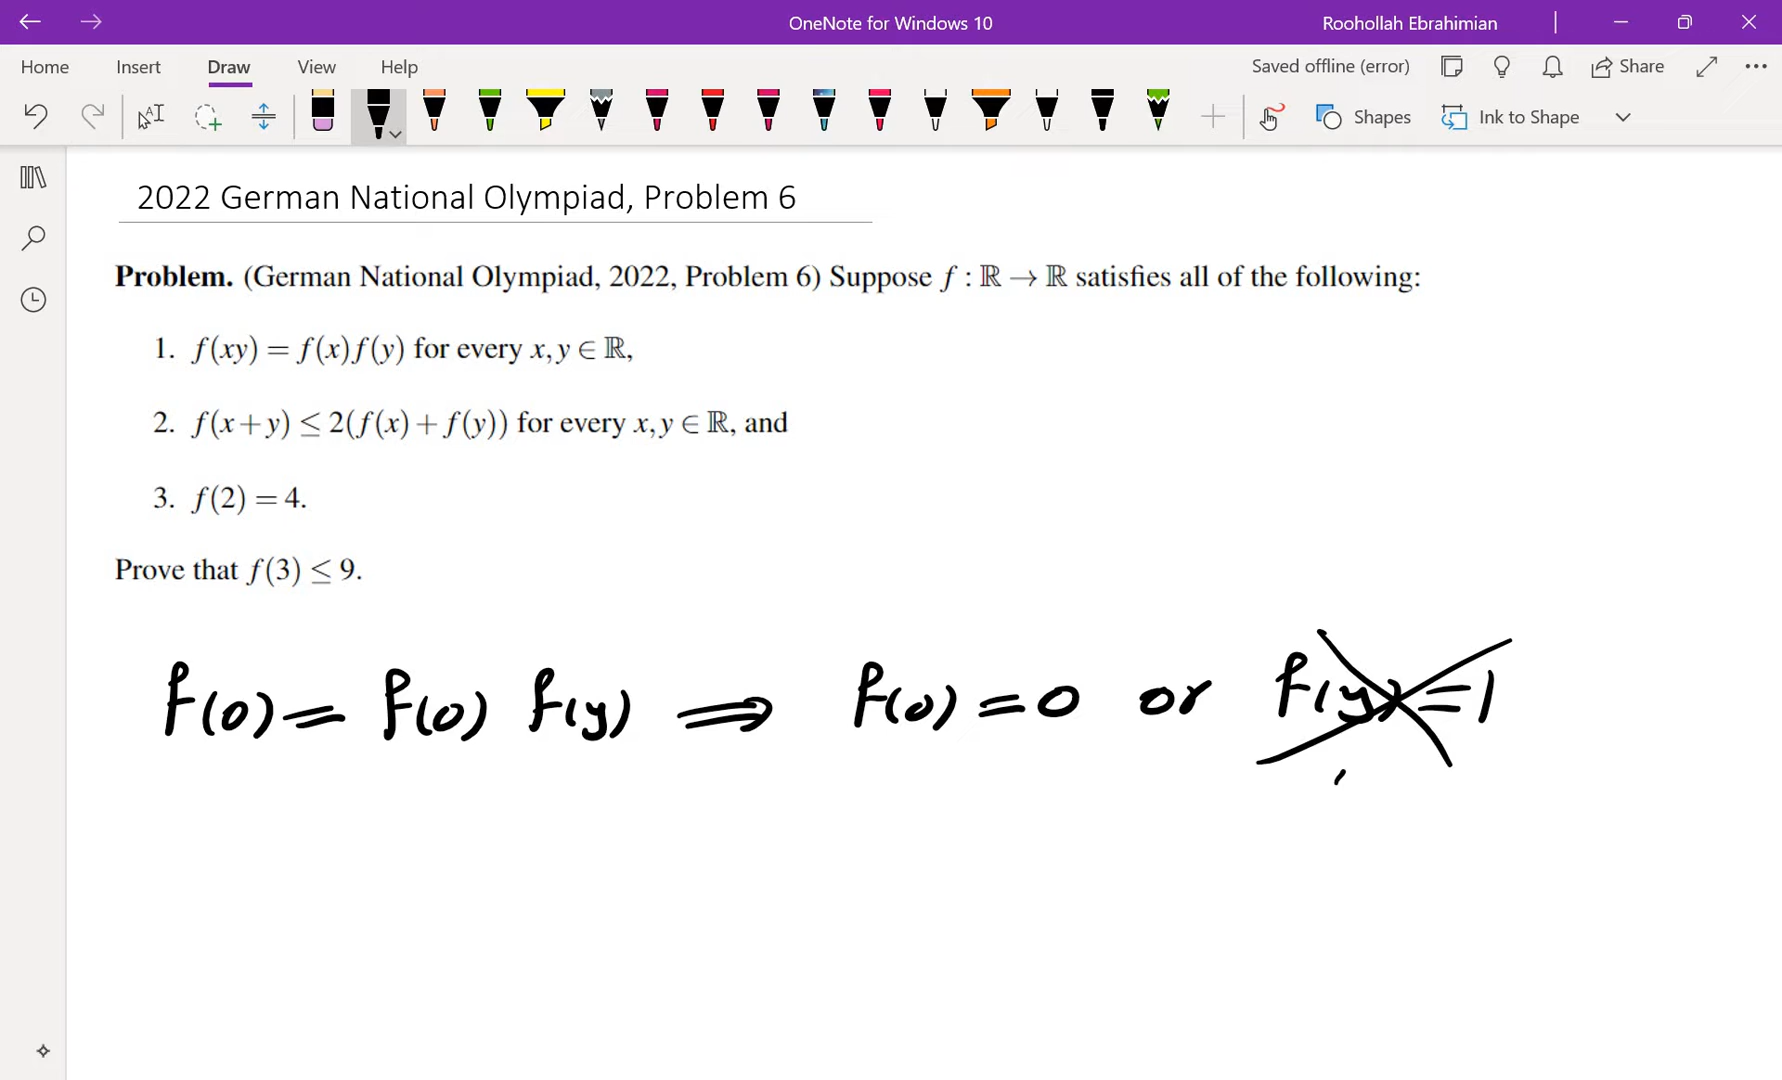 OneNote for Windows 10
Roohollah Ebrahimian
Home Insert Draw View Help
Saved offline (error)
Share
Shapes
Ink to Shape
2022 German National Olympiad, Problem 6
Problem. (German National Olympiad, 2022, Problem 6) Suppose f : ℝ → ℝ satisfies all of the following:
1. f(xy) = f(x)f(y) for every x, y ∈ ℝ,
2. f(x+y) ≤ 2(f(x)+f(y)) for every x, y ∈ ℝ, and
3. f(2) = 4.
Prove that f(3) ≤ 9.
f(0) = f(0) f(y) ⟹ f(0) = 0 or f(y) = 1